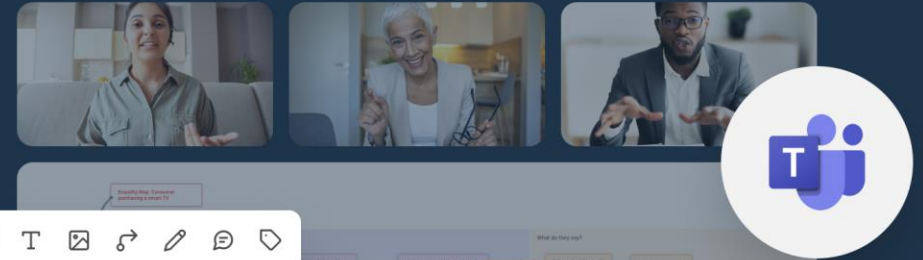 Empathy Map: Consumer
purchasing a smart TV
What do they say?
T
T